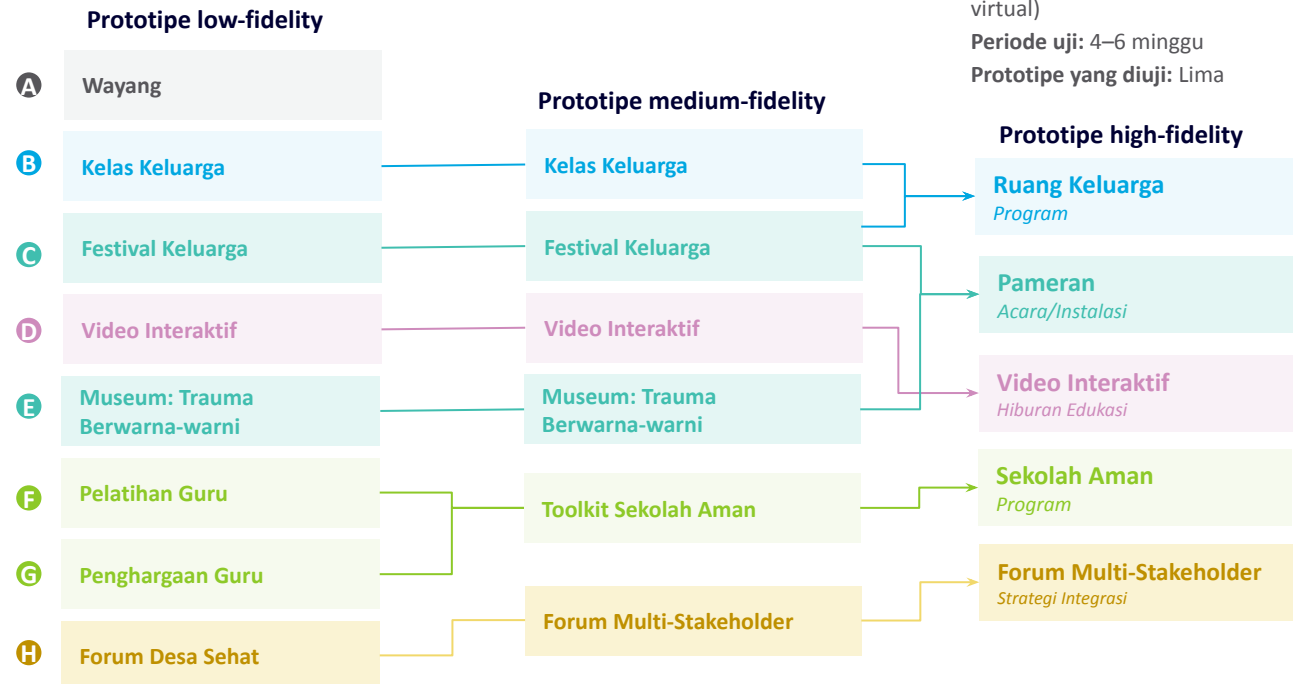 Prototipe low-fidelity
A
Wayang
B
Kelas Keluarga
C
Festival Keluarga
D
Video Interaktif
E
Museum: Trauma
Berwarna-warni
F
Pelatihan Guru
G
Penghargaan Guru
H
Forum Desa Sehat
Prototipe medium-fidelity
Kelas Keluarga
Festival Keluarga
Video Interaktif
Museum: Trauma
Berwarna-warni
Toolkit Sekolah Aman
Forum Multi-Stakeholder
virtual)
Periode uji: 4–6 minggu
Prototipe yang diuji: Lima
Prototipe high-fidelity
Ruang Keluarga
Program
Pameran
Acara/Instalasi
Video Interaktif
Hiburan Edukasi
Sekolah Aman
Program
Forum Multi-Stakeholder
Strategi Integrasi